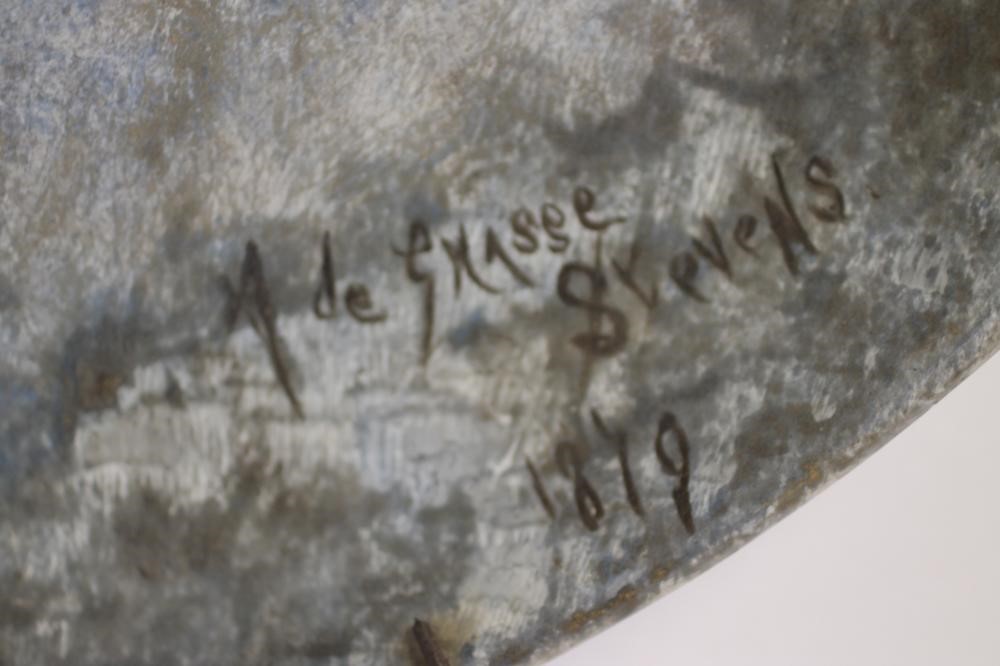 A de Grasse
Stevens.
1879